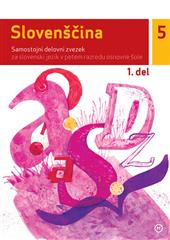 Slovenščina 5
Samostojni delovni zvezek
za slovenski jezik v petem razredu osnovne šole
1. del